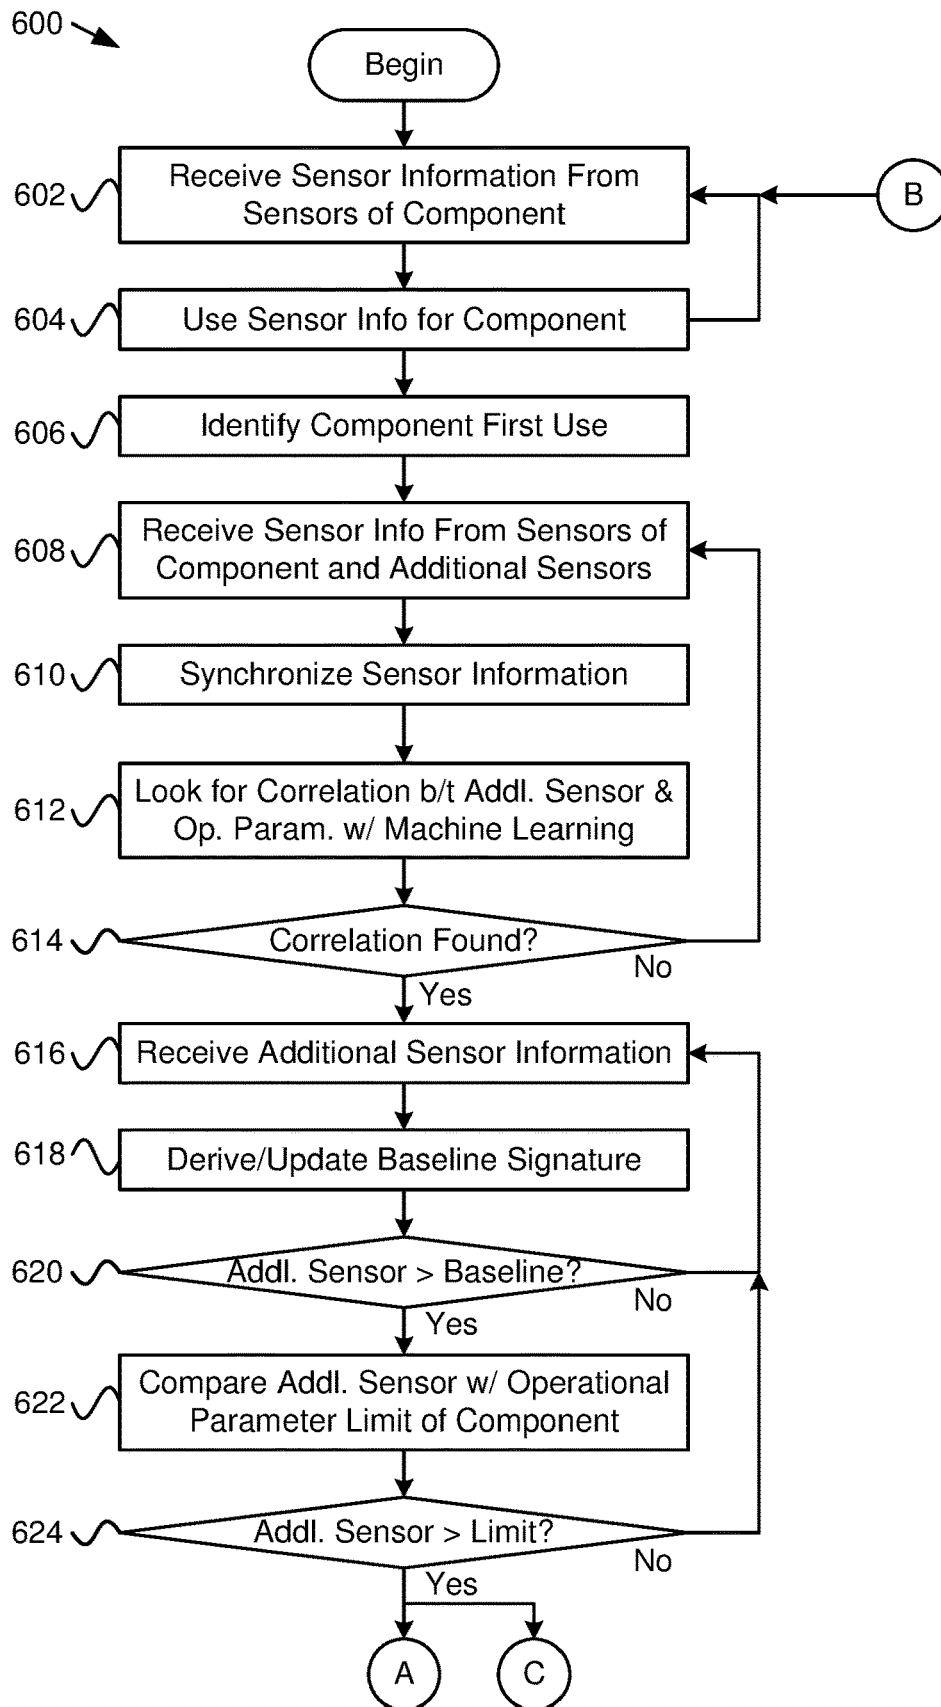 600
Begin
602
Receive Sensor Information From
Sensors of Component
B
604
Use Sensor Info for Component
606
Identify Component First Use
608
Receive Sensor Info From Sensors of
Component and Additional Sensors
610
Synchronize Sensor Information
612
Look for Correlation b/t Addl. Sensor &
Op. Param. w/ Machine Learning
614
Correlation Found?
No
Yes
616
Receive Additional Sensor Information
618
Derive/Update Baseline Signature
620
Addl. Sensor > Baseline?
No
Yes
622
Compare Addl. Sensor w/ Operational
Parameter Limit of Component
624
Addl. Sensor > Limit?
No
Yes
A
C